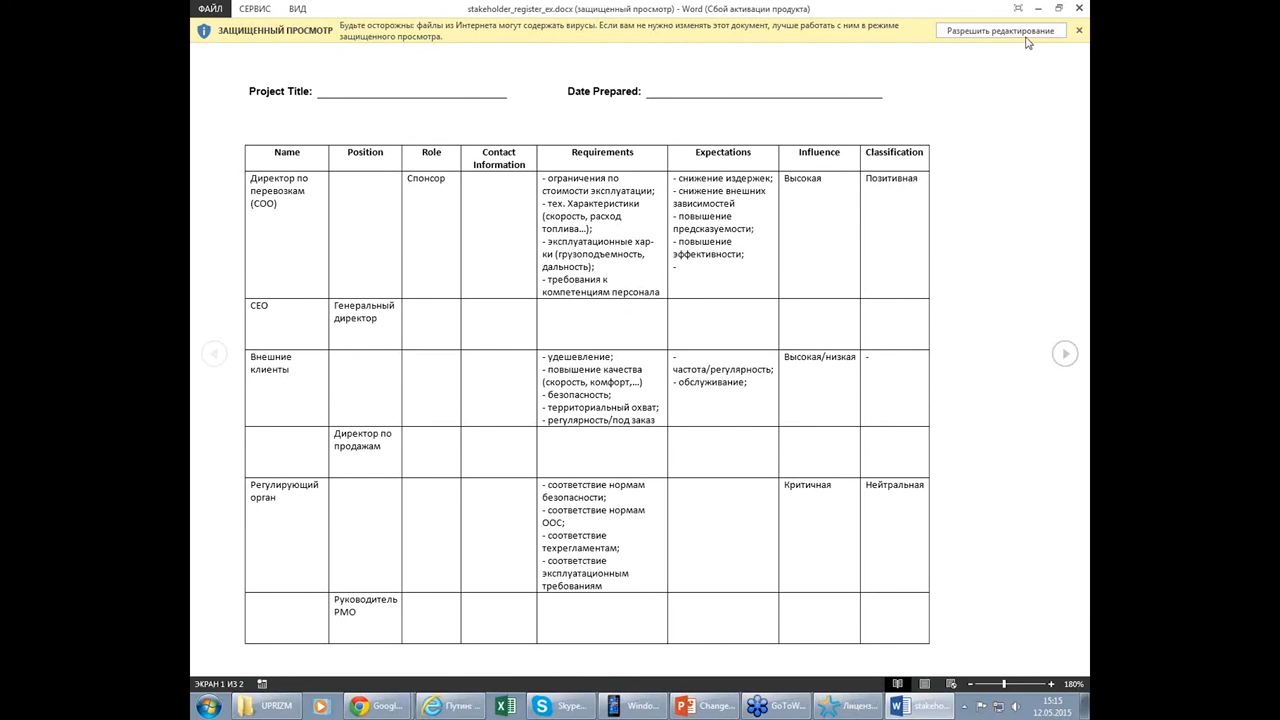 ФАЙЛ СЕРВИС ВИД
stakeholder_register_ex.docx (защищенный просмотр) - Word (Сбой активации продукта)
ЗАЩИЩЕННЫЙ ПРОСМОТР
Будьте осторожны: файлы из Интернета могут содержать вирусы. Если вам не нужно изменять этот документ, лучше работать с ним в режиме
защищенного просмотра.
Разрешить редактирование
Project Title:
Date Prepared:
Name
Position
Role
Contact
Information
Requirements
Expectations
Influence
Classification
Директор по
перевозкам
(COO)
Спонсор
- ограничения по
стоимости эксплуатации;
- тех. Характеристики
(скорость, расход
топлива...);
- эксплуатационные хар-
ки (грузоподъемность,
дальность);
- требования к
компетенциям персонала
- снижение издержек;
- снижение внешних
зависимостей
- повышение
предсказуемости;
- повышение
эффективности;
-
Высокая
Позитивная
CEO
Генеральный
директор
Внешние
клиенты
- удешевление;
- повышение качества
(скорость, комфорт,...)
- безопасность;
- территориальный охват;
- регулярность/под заказ
-
частота/регулярность;
- обслуживание;
Высокая/низкая
-
Директор по
продажам
Регулирующий
орган
- соответствие нормам
безопасности;
- соответствие нормам
ООС;
- соответствие
техрегламентам;
- соответствие
эксплуатационным
требованиям
Критичная
Нейтральная
Руководитель
PMO
ЭКРАН 1 ИЗ 2
180%
UPRIZM
Googl...
Путин:
Skype...
Windo...
Change...
GoToW...
Лиценз...
stakeho...
15:15
12.05.2015